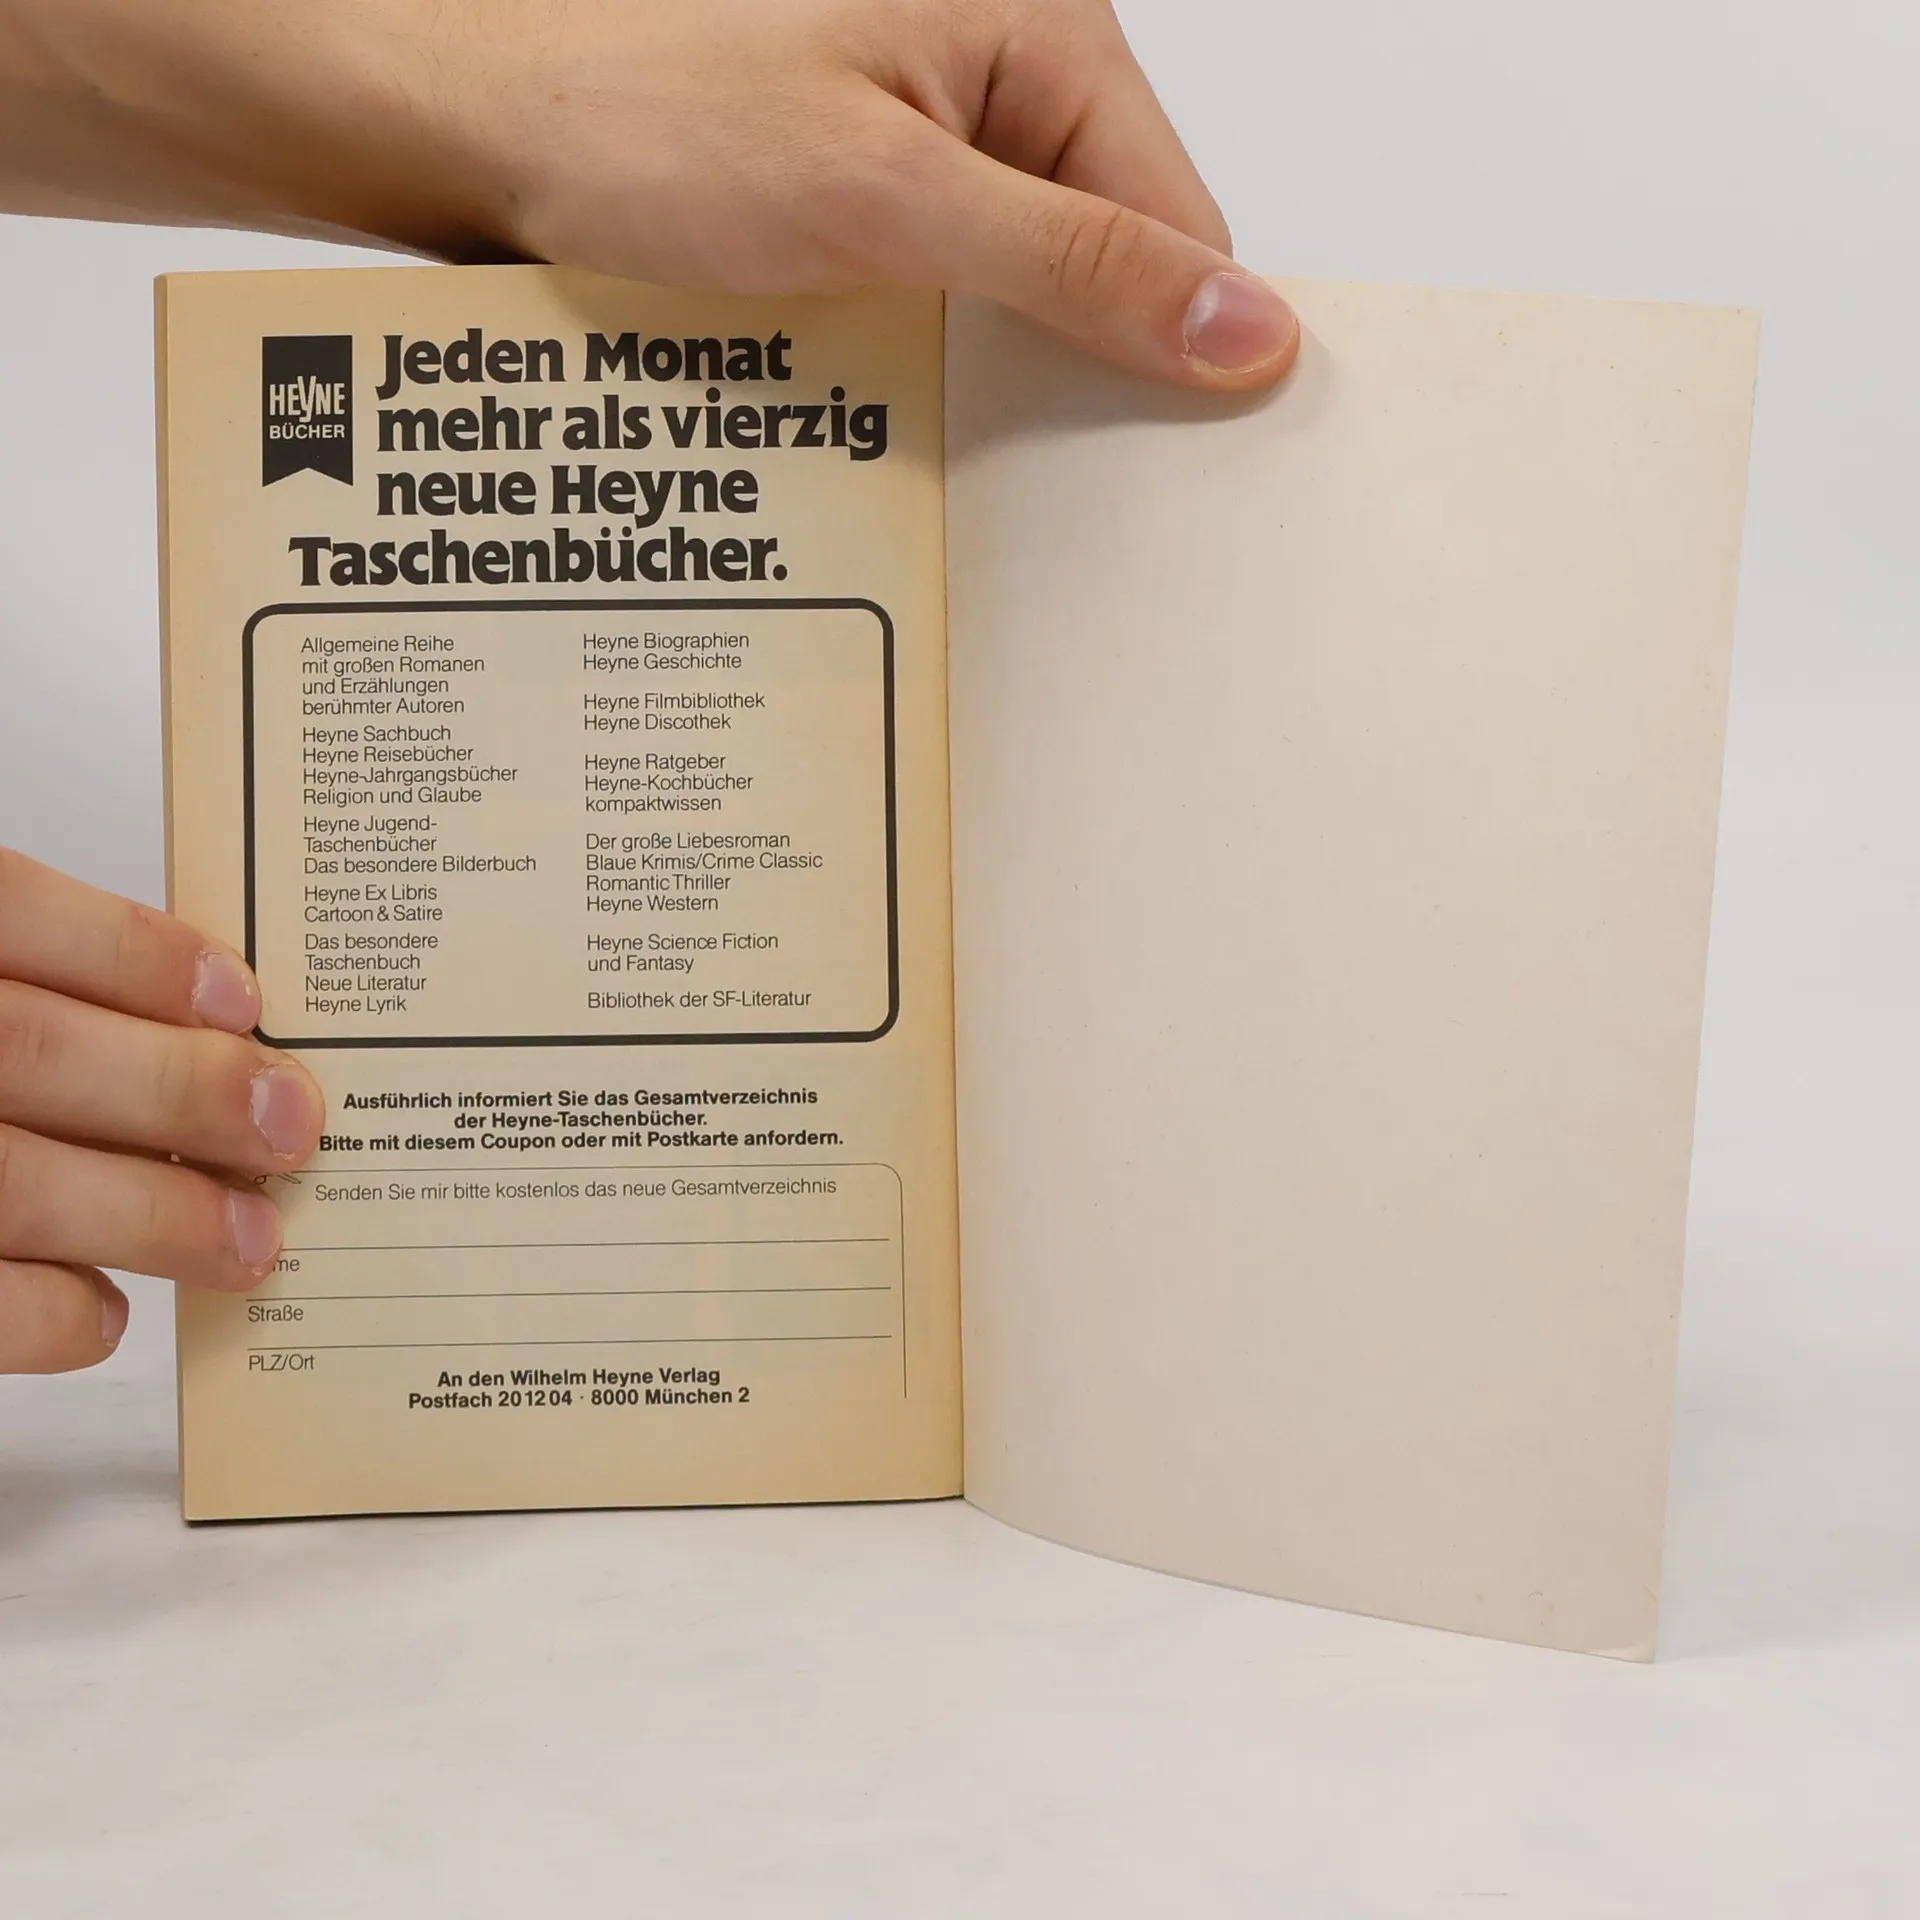 HEYNE
BÜCHER
Jeden Monat
mehr als vierzig
neue Heyne
Taschenbücher.
Allgemeine Reihe
mit großen Romanen
und Erzählungen
berühmter Autoren
Heyne Sachbuch
Heyne Reisebücher
Heyne-Jahrgangsbücher
Religion und Glaube
Heyne Jugend-
Taschenbücher
Das besondere Bilderbuch
Heyne Ex Libris
Cartoon & Satire
Das besondere
Taschenbuch
Neue Literatur
Heyne Lyrik
Heyne Biographien
Heyne Geschichte
Heyne Filmbibliothek
Heyne Discothek
Heyne Ratgeber
Heyne-Kochbücher
kompaktwissen
Der große Liebesroman
Blaue Krimis/Crime Classic
Romantic Thriller
Heyne Western
Heyne Science Fiction
und Fantasy
Bibliothek der SF-Literatur
Ausführlich informiert Sie das Gesamtverzeichnis
der Heyne-Taschenbücher.
Bitte mit diesem Coupon oder mit Postkarte anfordern.
Senden Sie mir bitte kostenlos das neue Gesamtverzeichnis
Straße
PLZ/Ort
An den Wilhelm Heyne Verlag
Postfach 20 12 04 · 8000 München 2